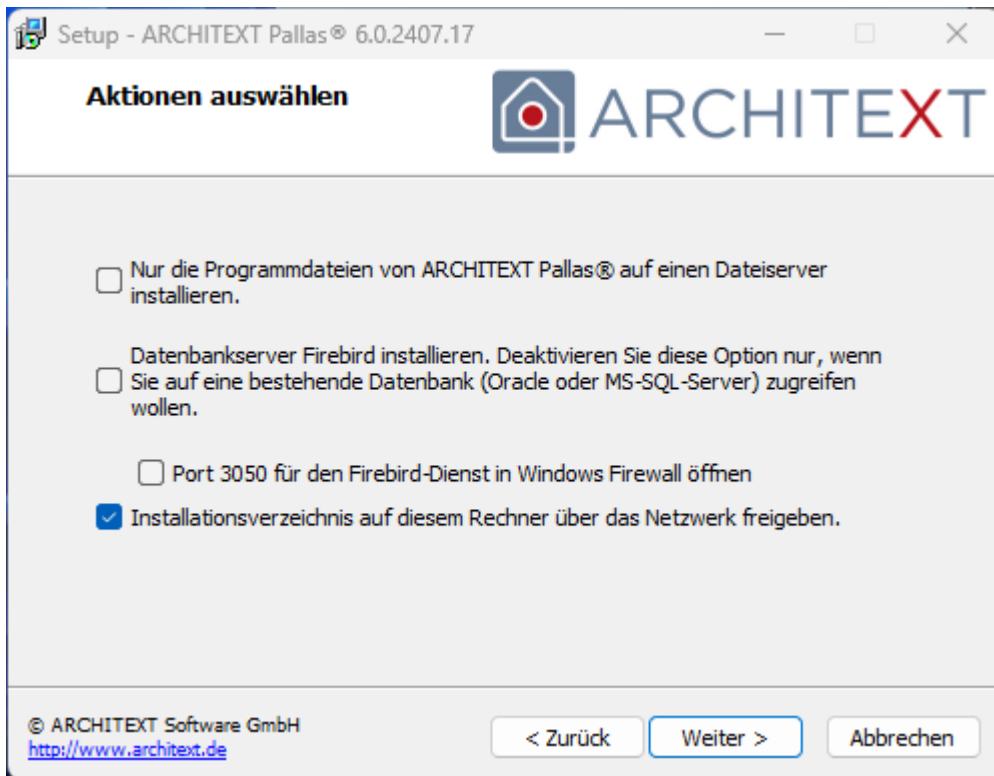 Setup - ARCHITEXT Pallas® 6.0.2407.17
Aktionen auswählen
ARCHITEXT
Nur die Programmdateien von ARCHITEXT Pallas® auf einen Dateiserver
installieren.
Datenbankserver Firebird installieren. Deaktivieren Sie diese Option nur, wenn
Sie auf eine bestehende Datenbank (Oracle oder MS-SQL-Server) zugreifen
wollen.
Port 3050 für den Firebird-Dienst in Windows Firewall öffnen
Installationsverzeichnis auf diesem Rechner über das Netzwerk freigeben.
© ARCHITEXT Software GmbH
http://www.architext.de
< Zurück
Weiter >
Abbrechen